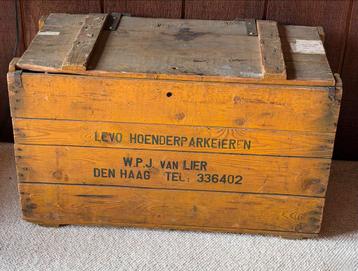 LEVO HOENDERPARKEIEREN
W.P.J. VAN LIER
DEN HAAG TEL: 336402